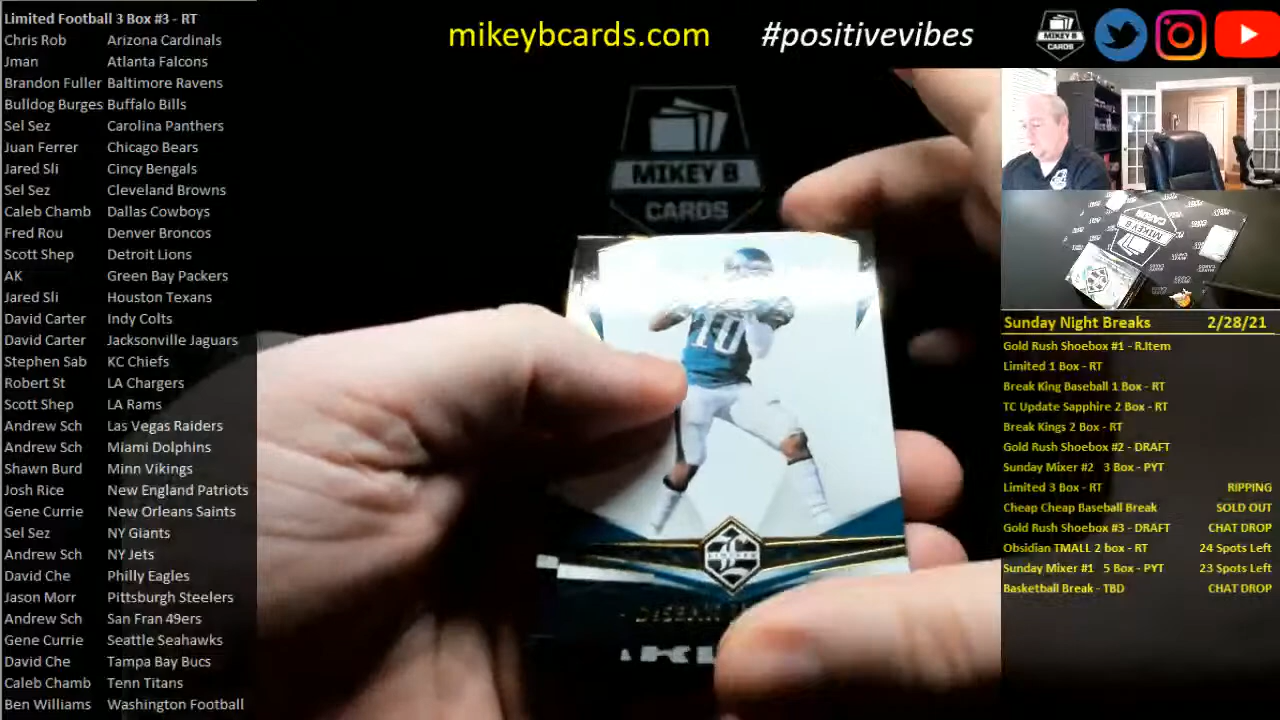 Limited Football 3 Box #3 - RT
Chris Rob Arizona Cardinals
Jman Atlanta Falcons
Brandon Fuller Baltimore Ravens
Bulldog Burges Buffalo Bills
Sel Sez Carolina Panthers
Juan Ferrer Chicago Bears
Jared Sli Cincy Bengals
Sel Sez Cleveland Browns
Caleb Chamb Dallas Cowboys
Fred Rou Denver Broncos
Scott Shep Detroit Lions
AK Green Bay Packers
Jared Sli Houston Texans
David Carter Indy Colts
David Carter Jacksonville Jaguars
Stephen Sab KC Chiefs
Robert St LA Chargers
Scott Shep LA Rams
Andrew Sch Las Vegas Raiders
Andrew Sch Miami Dolphins
Shawn Burd Minn Vikings
Josh Rice New England Patriots
Gene Currie New Orleans Saints
Sel Sez NY Giants
Andrew Sch NY Jets
David Che Philly Eagles
Jason Morr Pittsburgh Steelers
Andrew Sch San Fran 49ers
Gene Currie Seattle Seahawks
David Che Tampa Bay Bucs
Caleb Chamb Tenn Titans
Ben Williams Washington Football
mikeybcards.com #positivevibes
MIKEY B
CARDS
MIKEY B
CARDS
10
Sunday Night Breaks 2/28/21
Gold Rush Shoebox #1 - R.Item
Limited 1 Box - RT
Break King Baseball 1 Box - RT
TC Update Sapphire 2 Box - RT
Break Kings 2 Box - RT
Gold Rush Shoebox #2 - DRAFT
Sunday Mixer #2 3 Box - PYT
Limited 3 Box - RT RIPPING
Cheap Cheap Baseball Break SOLD OUT
Gold Rush Shoebox #3 - DRAFT CHAT DROP
Obsidian TMALL 2 box - RT 24 Spots Left
Sunday Mixer #1 5 Box - PYT 23 Spots Left
Basketball Break - TBD CHAT DROP